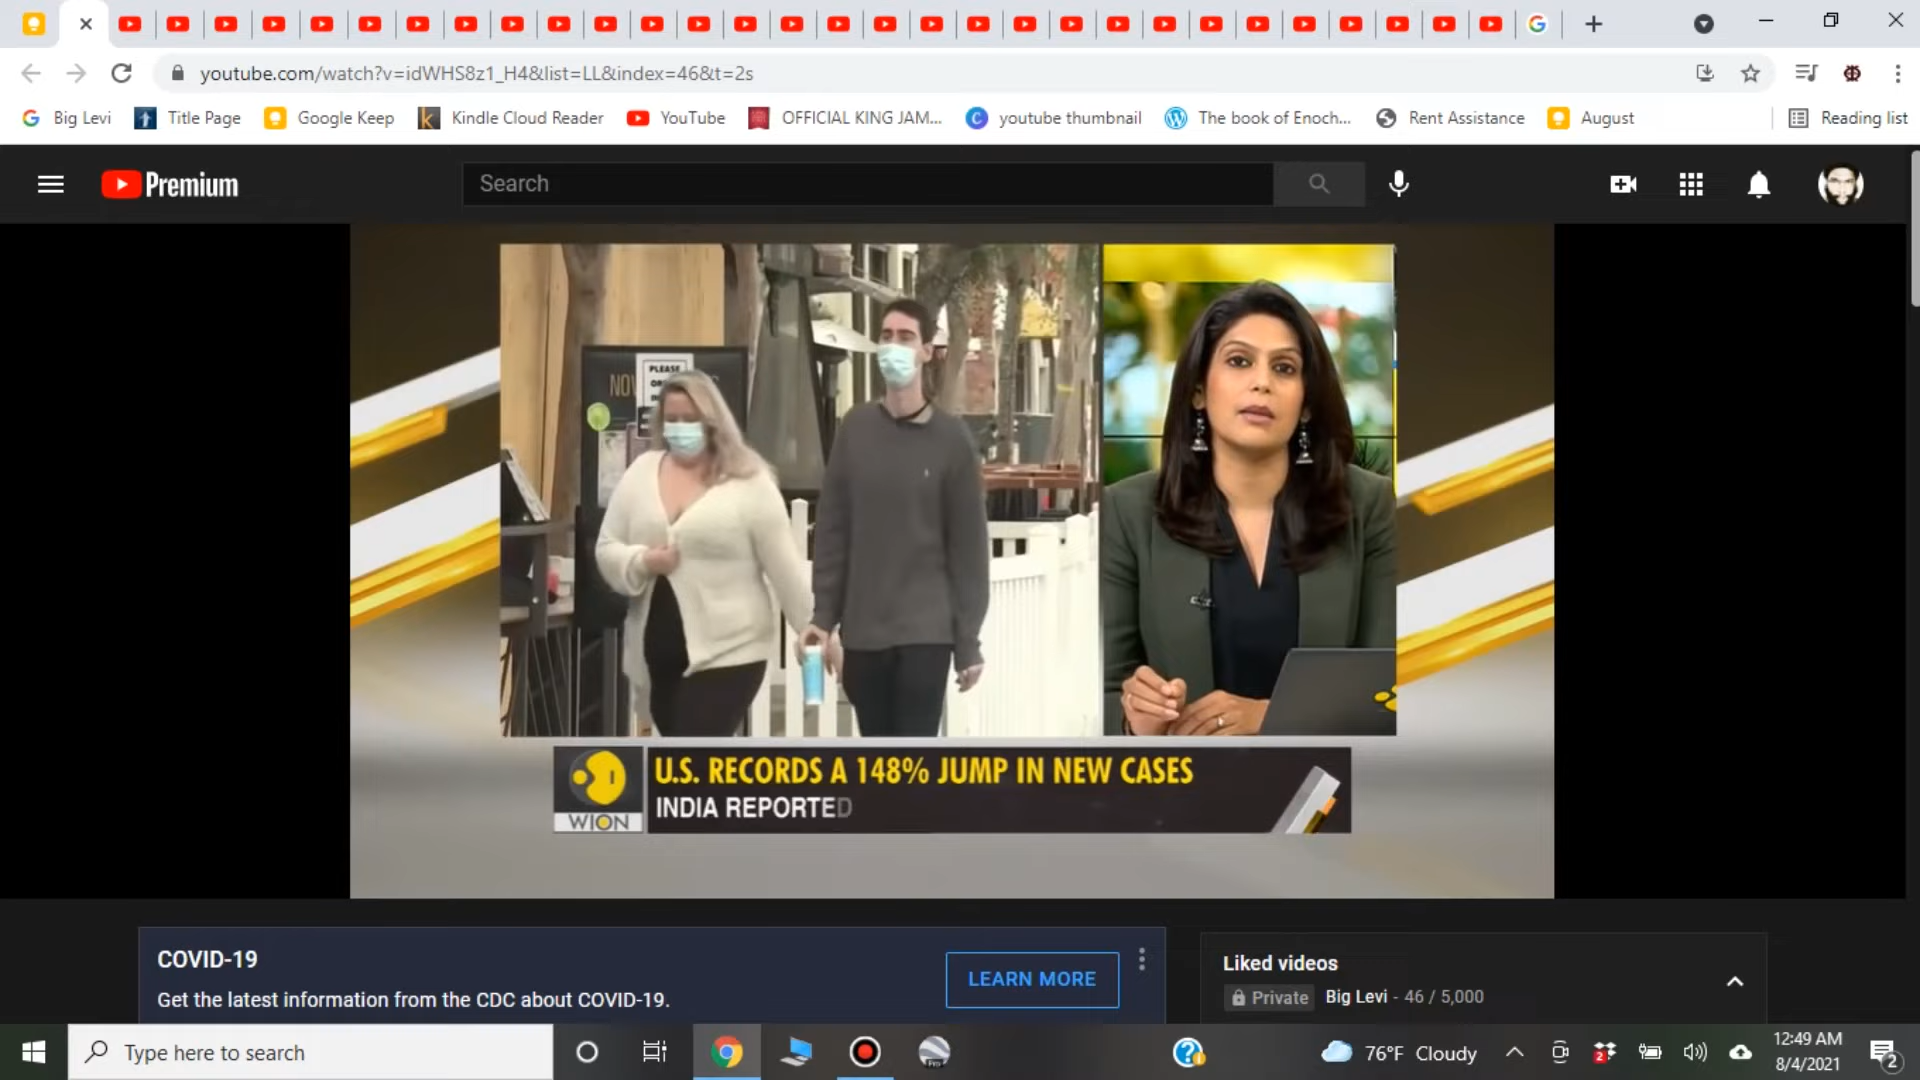 youtube.com/watch?v=idWHS8z1_H4&list=LL&index=46&t=2s
Big Levi Title Page Google Keep Kindle Cloud Reader YouTube OFFICIAL KING JAM... youtube thumbnail The book of Enoch... Rent Assistance August Reading list
Premium Search
PLEASE
U.S. RECORDS A 148% JUMP IN NEW CASES
INDIA REPORTED
WION
COVID-19
Get the latest information from the CDC about COVID-19.
LEARN MORE
Liked videos
Private Big Levi - 46 / 5,000
Type here to search
76°F Cloudy
12:49 AM
8/4/2021
2
2